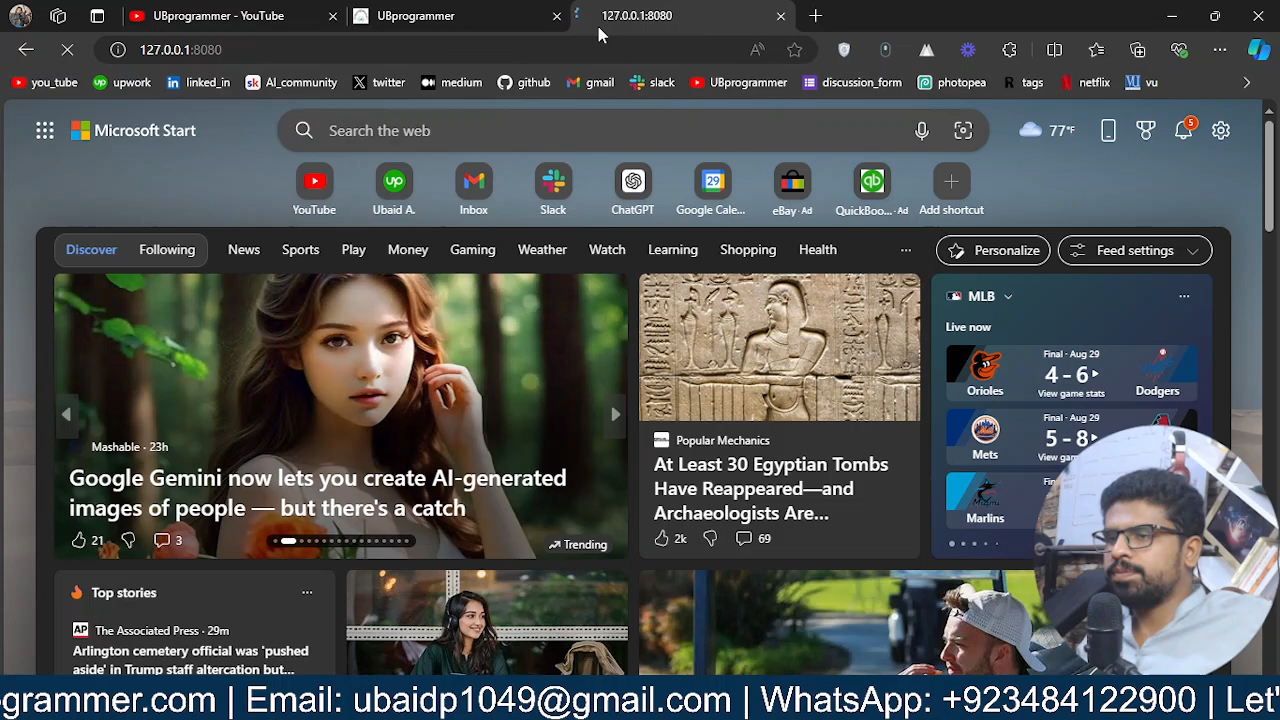 UBprogrammer - YouTube
UBprogrammer
127.0.0.1:8080
127.0.0.1:8080
you_tube
upwork
in linked_in
sk AI_community
twitter
medium
github
gmail
slack
UBprogrammer
discussion_form
photopea
R tags
netflix
vu
Microsoft Start
Search the web
77°F
5
YouTube
up
Ubaid A.
Inbox
Slack
ChatGPT
29
Google Cale...
eBay · Ad
qb
QuickBoo... · Ad
Add shortcut
Discover
Following
News
Sports
Play
Money
Gaming
Weather
Watch
Learning
Shopping
Health
...
Personalize
Feed settings
Mashable · 23h
Google Gemini now lets you create AI-generated
images of people — but there's a catch
21
3
Trending
Popular Mechanics
At Least 30 Egyptian Tombs
Have Reappeared—and
Archaeologists Are...
2k
69
MLB
Live now
Final · Aug 29
4 - 6
Orioles
View game stats
Dodgers
Final · Aug 29
5 - 8
Mets
Marlins
Top stories
AP The Associated Press · 29m
Arlington cemetery official was 'pushed
aside' in Trump staff altercation but...
grammer.com | Email: ubaidp1049@gmail.com | WhatsApp: +923484122900 | Let'